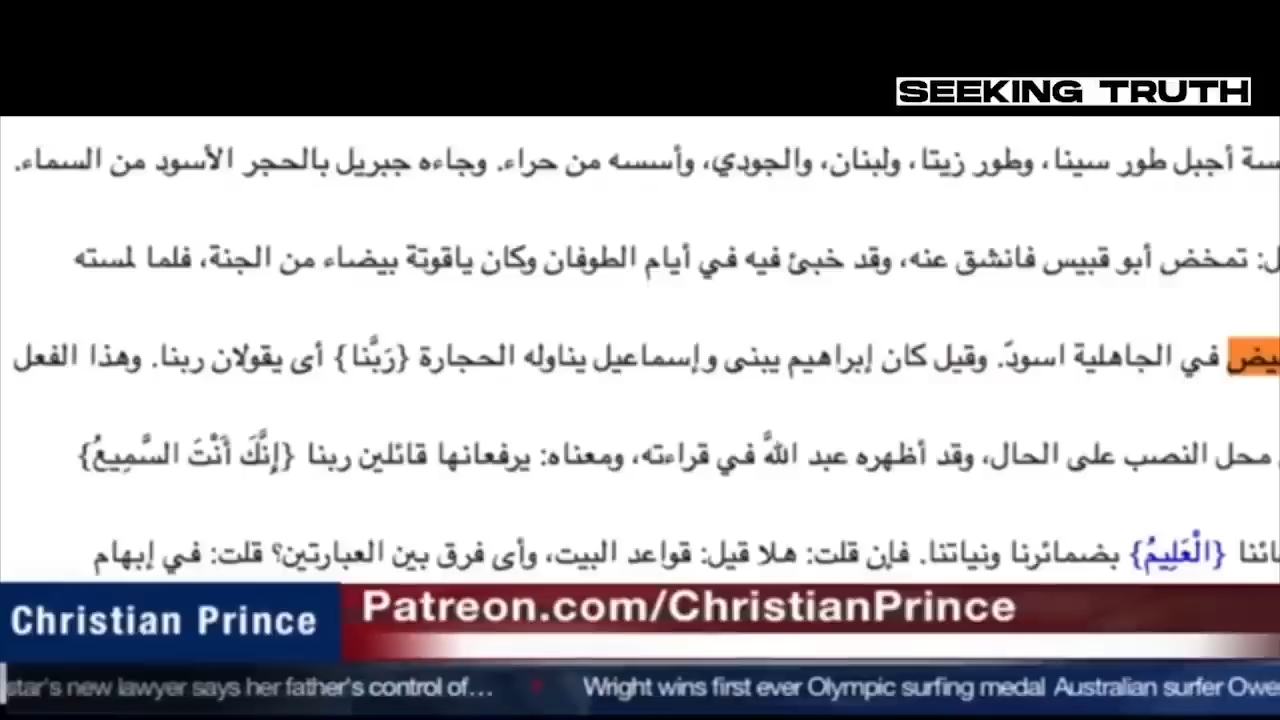 SEEKING TRUTH
سة أجبل طور سينا، وطور زيتا، ولبنان، والجودي، وأسسه من حراء. وجاءه جبريل بالحجر الأسود من السماء.
ل: تمخض أبو قبيس فانشق عنه، وقد خبئ فيه في أيام الطوفان وكان ياقوتة بيضاء من الجنة، فلما لمسته
يض في الجاهلية اسودّ. وقيل كان إبراهيم يبنى وإسماعيل يناوله الحجارة {رَبَّنا} أى يقولان ربنا. وهذا الفعل
محل النصب على الحال، وقد أظهره عبد اللَّه في قراءته، ومعناه: يرفعانها قائلين ربنا {إِنَّكَ أَنْتَ السَّمِيعُ}
ائنا {الْعَلِيمُ} بضمائرنا ونياتنا. فإن قلت: هلا قيل: قواعد البيت، وأى فرق بين العبارتين؟ قلت: في إبهام
Christian Prince
Patreon.com/ChristianPrince
star's new lawyer says her father's control of... Wright wins first ever Olympic surfing medal Australian surfer Owe